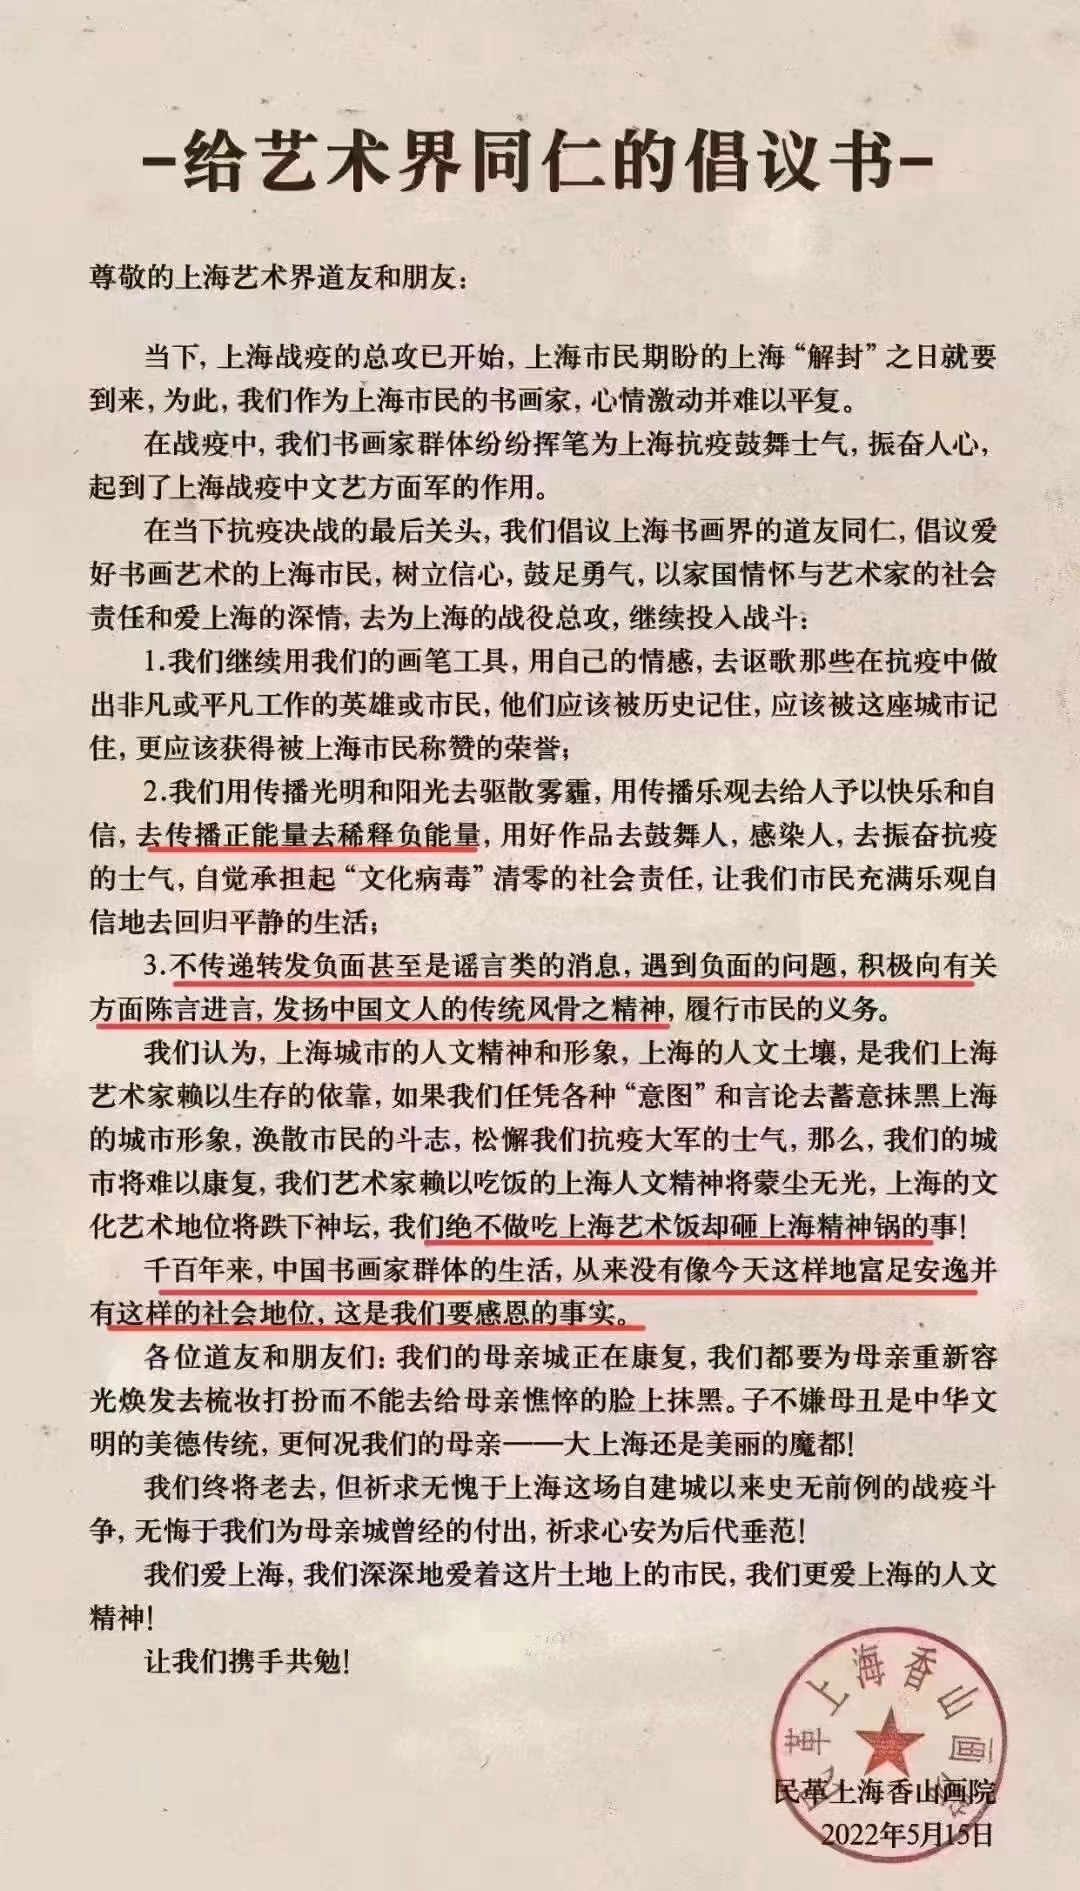 -给艺术界同仁的倡议书-
尊敬的上海艺术界道友和朋友：
当下，上海战疫的总攻已开始，上海市民期盼的上海“解封”之日就要
到来，为此，我们作为上海市民的书画家，心情激动并难以平复。
在战疫中，我们书画家群体纷纷挥笔为上海抗疫鼓舞士气，振奋人心，
起到了上海战疫中文艺方面军的作用。
在当下抗疫决战的最后关头，我们倡议上海书画界的道友同仁，倡议爱
好书画艺术的上海市民，树立信心，鼓足勇气，以家国情怀与艺术家的社会
责任和爱上海的深情，去为上海的战役总攻，继续投入战斗：
1.我们继续用我们的画笔工具，用自己的情感，去讴歌那些在抗疫中做
出非凡或平凡工作的英雄或市民，他们应该被历史记住，应该被这座城市记
住，更应该获得被上海市民称赞的荣誉；
2.我们用传播光明和阳光去驱散雾霾，用传播乐观去给人予以快乐和自
信，去传播正能量去稀释负能量，用好作品去鼓舞人，感染人，去振奋抗疫
的士气，自觉承担起“文化病毒”清零的社会责任，让我们市民充满乐观自
信地去回归平静的生活；
3.不传递转发负面甚至是谣言类的消息，遇到负面的问题，积极向有关
方面陈言进言，发扬中国文人的传统风骨之精神，履行市民的义务。
我们认为，上海城市的人文精神和形象，上海的人文土壤，是我们上海
艺术家赖以生存的依靠，如果我们任凭各种“意图”和言论去蓄意抹黑上海
的城市形象，涣散市民的斗志，松懈我们抗疫大军的士气，那么，我们的城
市将难以康复，我们艺术家赖以吃饭的上海人文精神将蒙尘无光，上海的文
化艺术地位将跌下神坛，我们绝不做吃上海艺术饭却砸上海精神锅的事！
千百年来，中国书画家群体的生活，从来没有像今天这样地富足安逸并
有这样的社会地位，这是我们要感恩的事实。
各位道友和朋友们：我们的母亲城正在康复，我们都要为母亲重新容
光焕发去梳妆打扮而不能去给母亲憔悴的脸上抹黑。子不嫌母丑是中华文
明的美德传统，更何况我们的母亲——大上海还是美丽的魔都！
我们终将老去，但祈求无愧于上海这场自建城以来史无前例的战疫斗
争，无悔于我们为母亲城曾经的付出，祈求心安为后代垂范！
我们爱上海，我们深深地爱着这片土地上的市民，我们更爱上海的人文
精神！
让我们携手共勉！
民革上海香山画院
民革上海香山画院
2022年5月15日